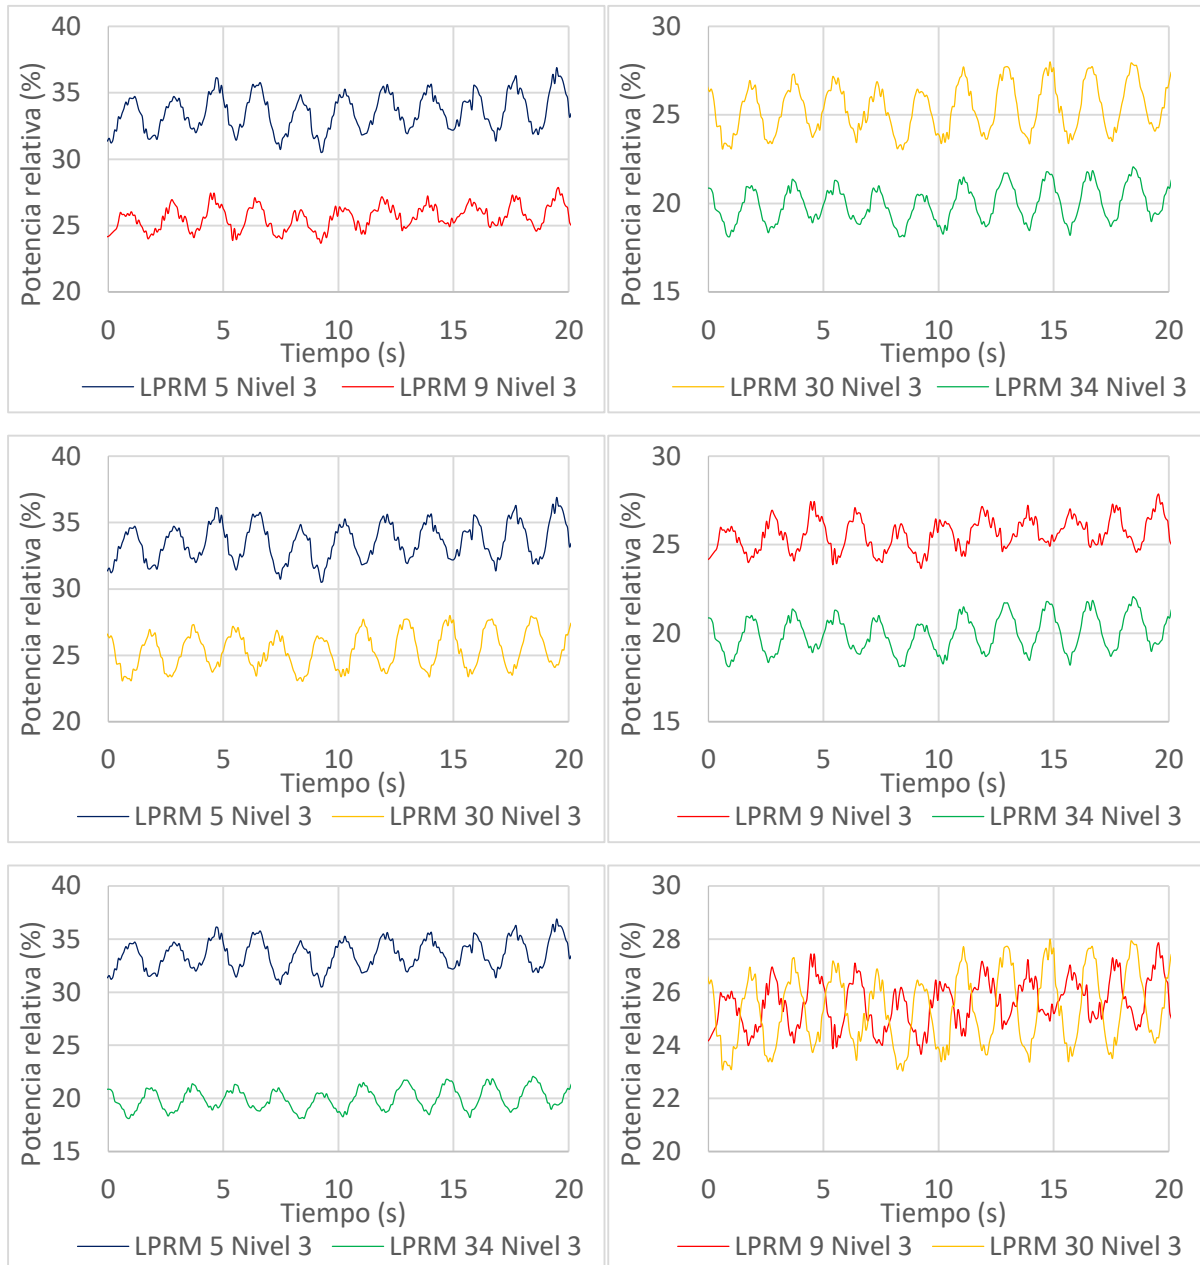 Potencia relativa (%)
40
35
30
25
20
0 5 10 15 20
Tiempo (s)
LPRM 5 Nivel 3 LPRM 9 Nivel 3
Potencia relativa (%)
30
25
20
15
0 5 10 15 20
Tiempo (s)
LPRM 30 Nivel 3 LPRM 34 Nivel 3
Potencia relativa (%)
40
35
30
25
20
0 5 10 15 20
Tiempo (s)
LPRM 5 Nivel 3 LPRM 30 Nivel 3
Potencia relativa (%)
30
25
20
15
0 5 10 15 20
Tiempo (s)
LPRM 9 Nivel 3 LPRM 34 Nivel 3
Potencia relativa (%)
40
35
30
25
20
15
0 5 10 15 20
Tiempo (s)
LPRM 5 Nivel 3 LPRM 34 Nivel 3
Potencia relativa (%)
30
28
26
24
22
20
0 5 10 15 20
Tiempo (s)
LPRM 9 Nivel 3 LPRM 30 Nivel 3